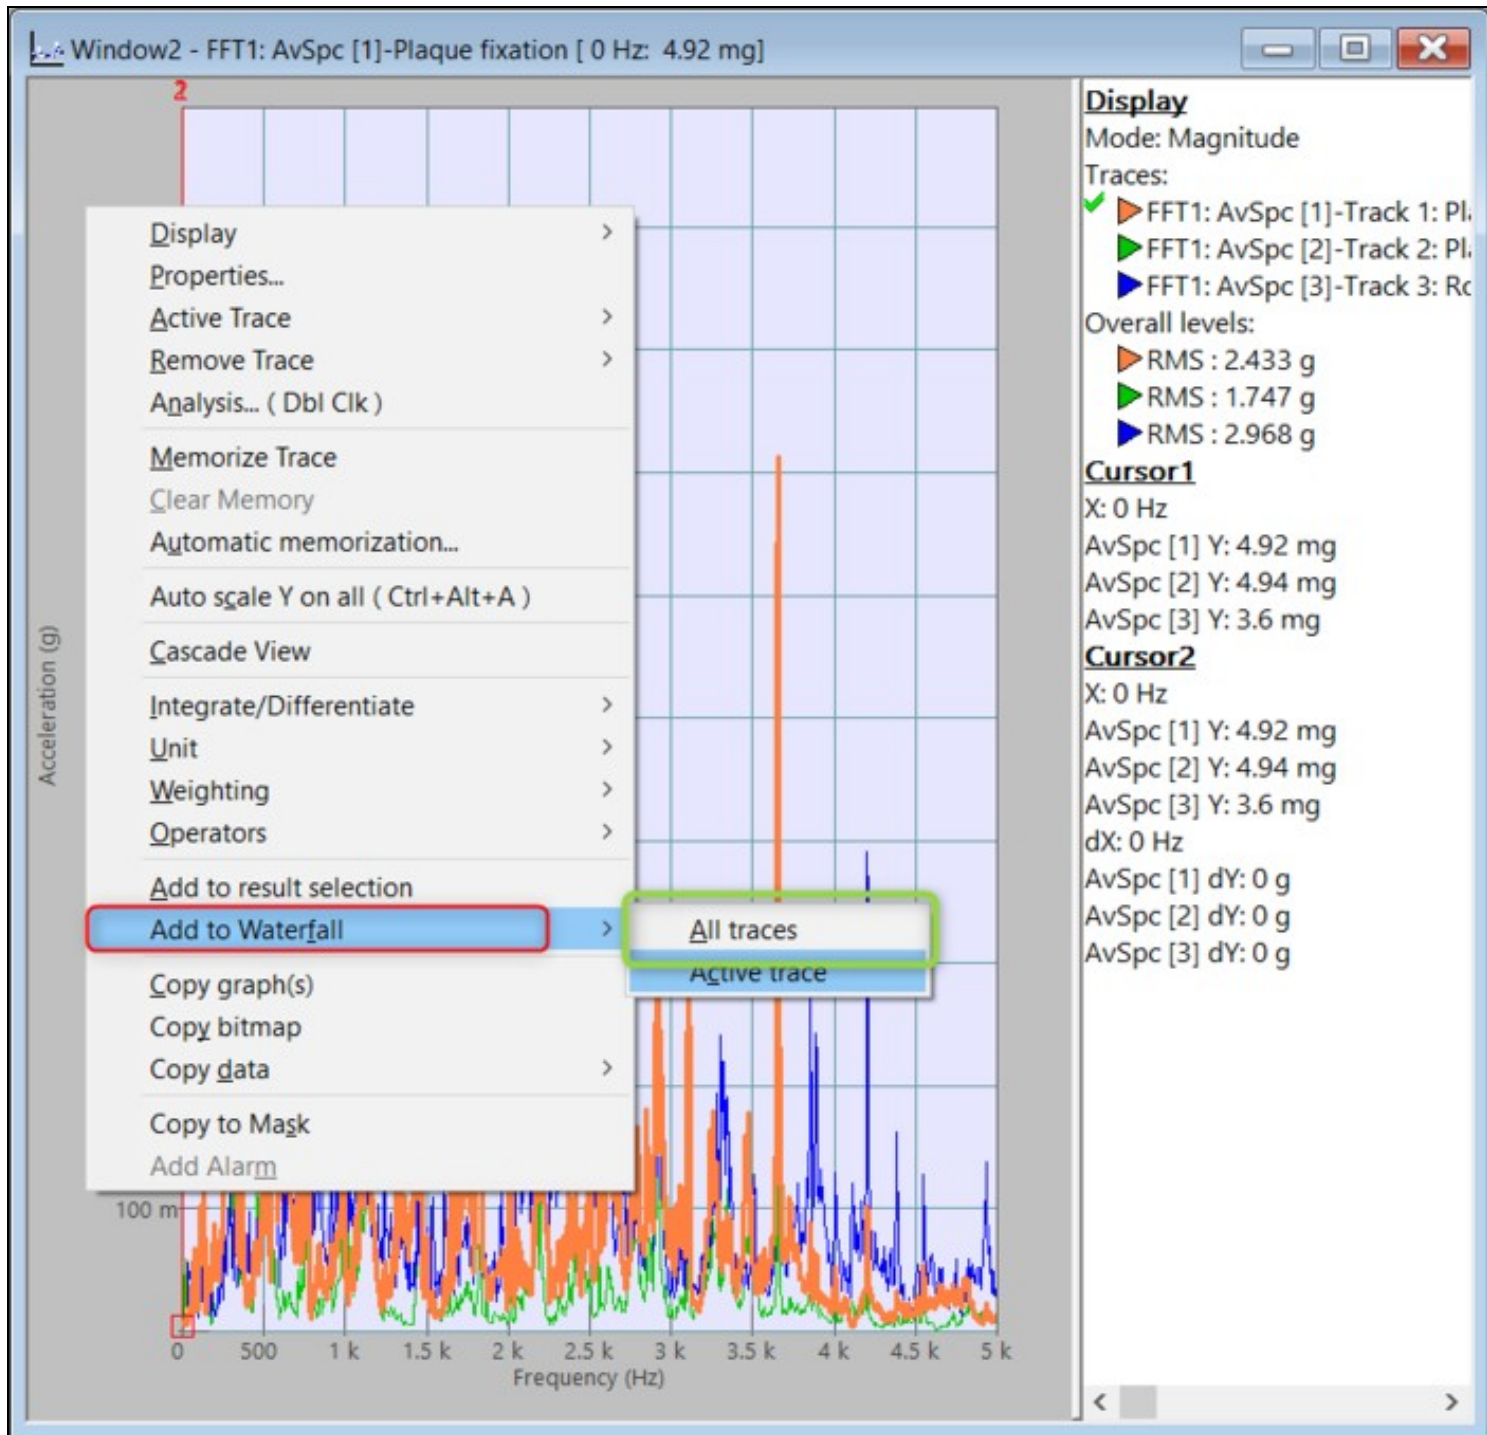 Window2 - FFT1: AvSpc [1]-Plaque fixation [ 0 Hz:  4.92 mg]
2
Display
Properties...
Active Trace
Remove Trace
Analysis... ( Dbl Clk )
Memorize Trace
Clear Memory
Automatic memorization...
Auto scale Y on all ( Ctrl+Alt+A )
Cascade View
Integrate/Differentiate
Unit
Weighting
Operators
Add to result selection
Add to Waterfall
All traces
Active trace
Copy graph(s)
Copy bitmap
Copy data
Copy to Mask
Add Alarm
Acceleration (g)
100 m
0 500 1 k 1.5 k 2 k 2.5 k 3 k 3.5 k 4 k 4.5 k 5 k
Frequency (Hz)
Display
Mode: Magnitude
Traces:
FFT1: AvSpc [1]-Track 1:
FFT1: AvSpc [2]-Track 2:
FFT1: AvSpc [3]-Track 3:
Overall levels:
RMS : 2.433 g
RMS : 1.747 g
RMS : 2.968 g
Cursor1
X: 0 Hz
AvSpc [1] Y: 4.92 mg
AvSpc [2] Y: 4.94 mg
AvSpc [3] Y: 3.6 mg
Cursor2
X: 0 Hz
AvSpc [1] Y: 4.92 mg
AvSpc [2] Y: 4.94 mg
AvSpc [3] Y: 3.6 mg
dX: 0 Hz
AvSpc [1] dY: 0 g
AvSpc [2] dY: 0 g
AvSpc [3] dY: 0 g